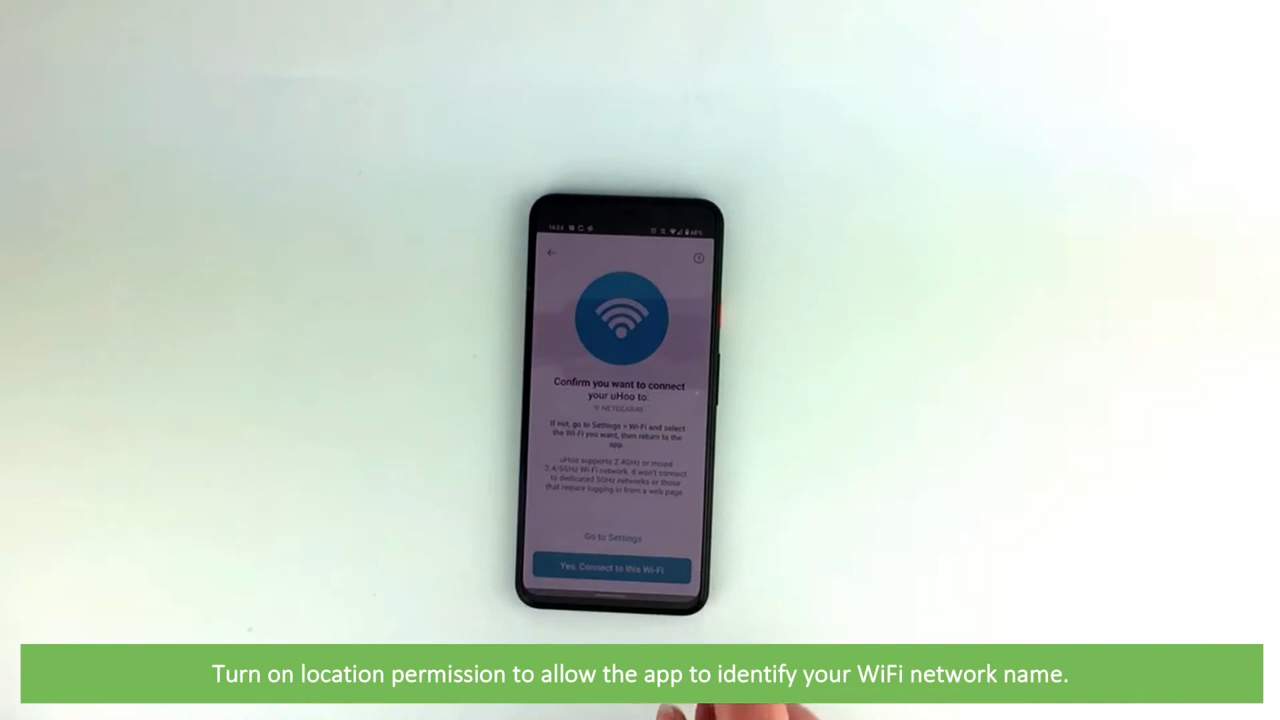 14:24
68%
Confirm you want to connect
your uHoo to:
If not, go to Settings > Wi-Fi and select
the Wi-Fi you want, then return to the
app.
uHoo supports 2.4GHz or mixed
2.4/5GHz Wi-Fi network, it won't connect
to dedicated 5GHz networks or those
that require logging in from a web page
Go to Settings
Yes, Connect to this Wi-Fi
Turn on location permission to allow the app to identify your WiFi network name.